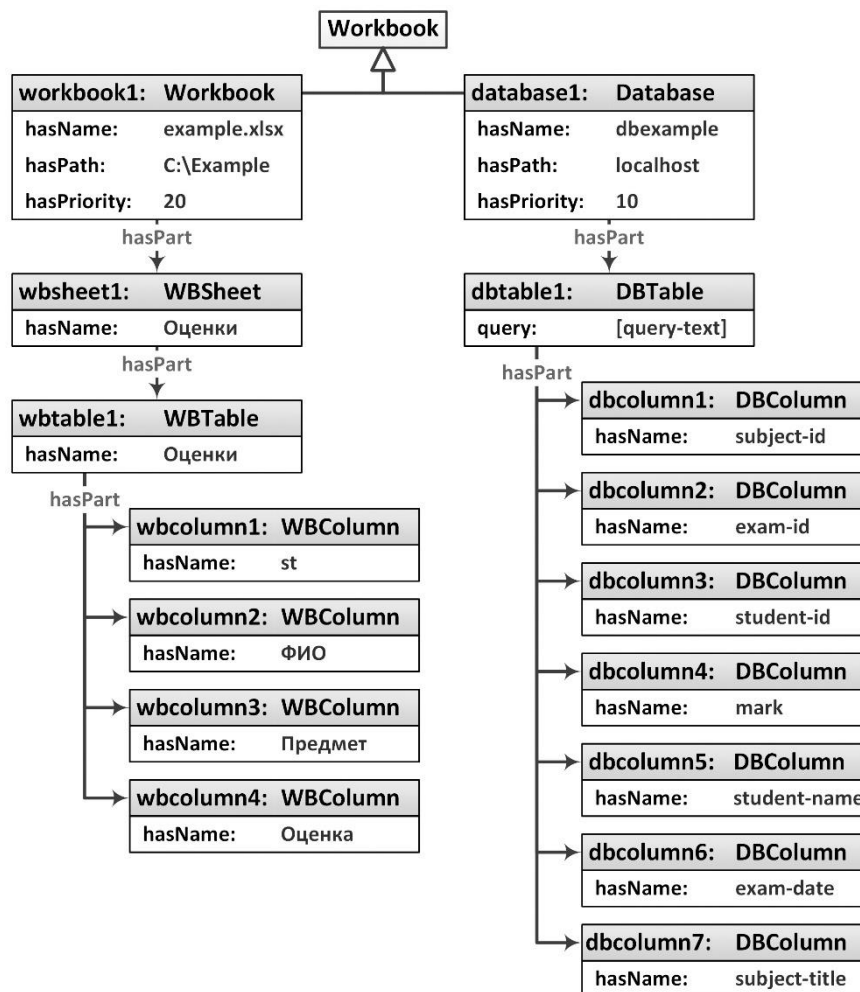 Workbook
workbook1: Workbook
hasName: example.xlsx
hasPath: C:\Example
hasPriority: 20
hasPart
wbsheet1: WBSheet
hasName: Оценки
hasPart
wbtable1: WBTable
hasName: Оценки
hasPart
wbcolumn1: WBColumn
hasName: st
wbcolumn2: WBColumn
hasName: ФИО
wbcolumn3: WBColumn
hasName: Предмет
wbcolumn4: WBColumn
hasName: Оценка
database1: Database
hasName: dbexample
hasPath: localhost
hasPriority: 10
hasPart
dbtable1: DBTable
query: [query-text]
hasPart
dbcolumn1: DBColumn
hasName: subject-id
dbcolumn2: DBColumn
hasName: exam-id
dbcolumn3: DBColumn
hasName: student-id
dbcolumn4: DBColumn
hasName: mark
dbcolumn5: DBColumn
hasName: student-name
dbcolumn6: DBColumn
hasName: exam-date
dbcolumn7: DBColumn
hasName: subject-title